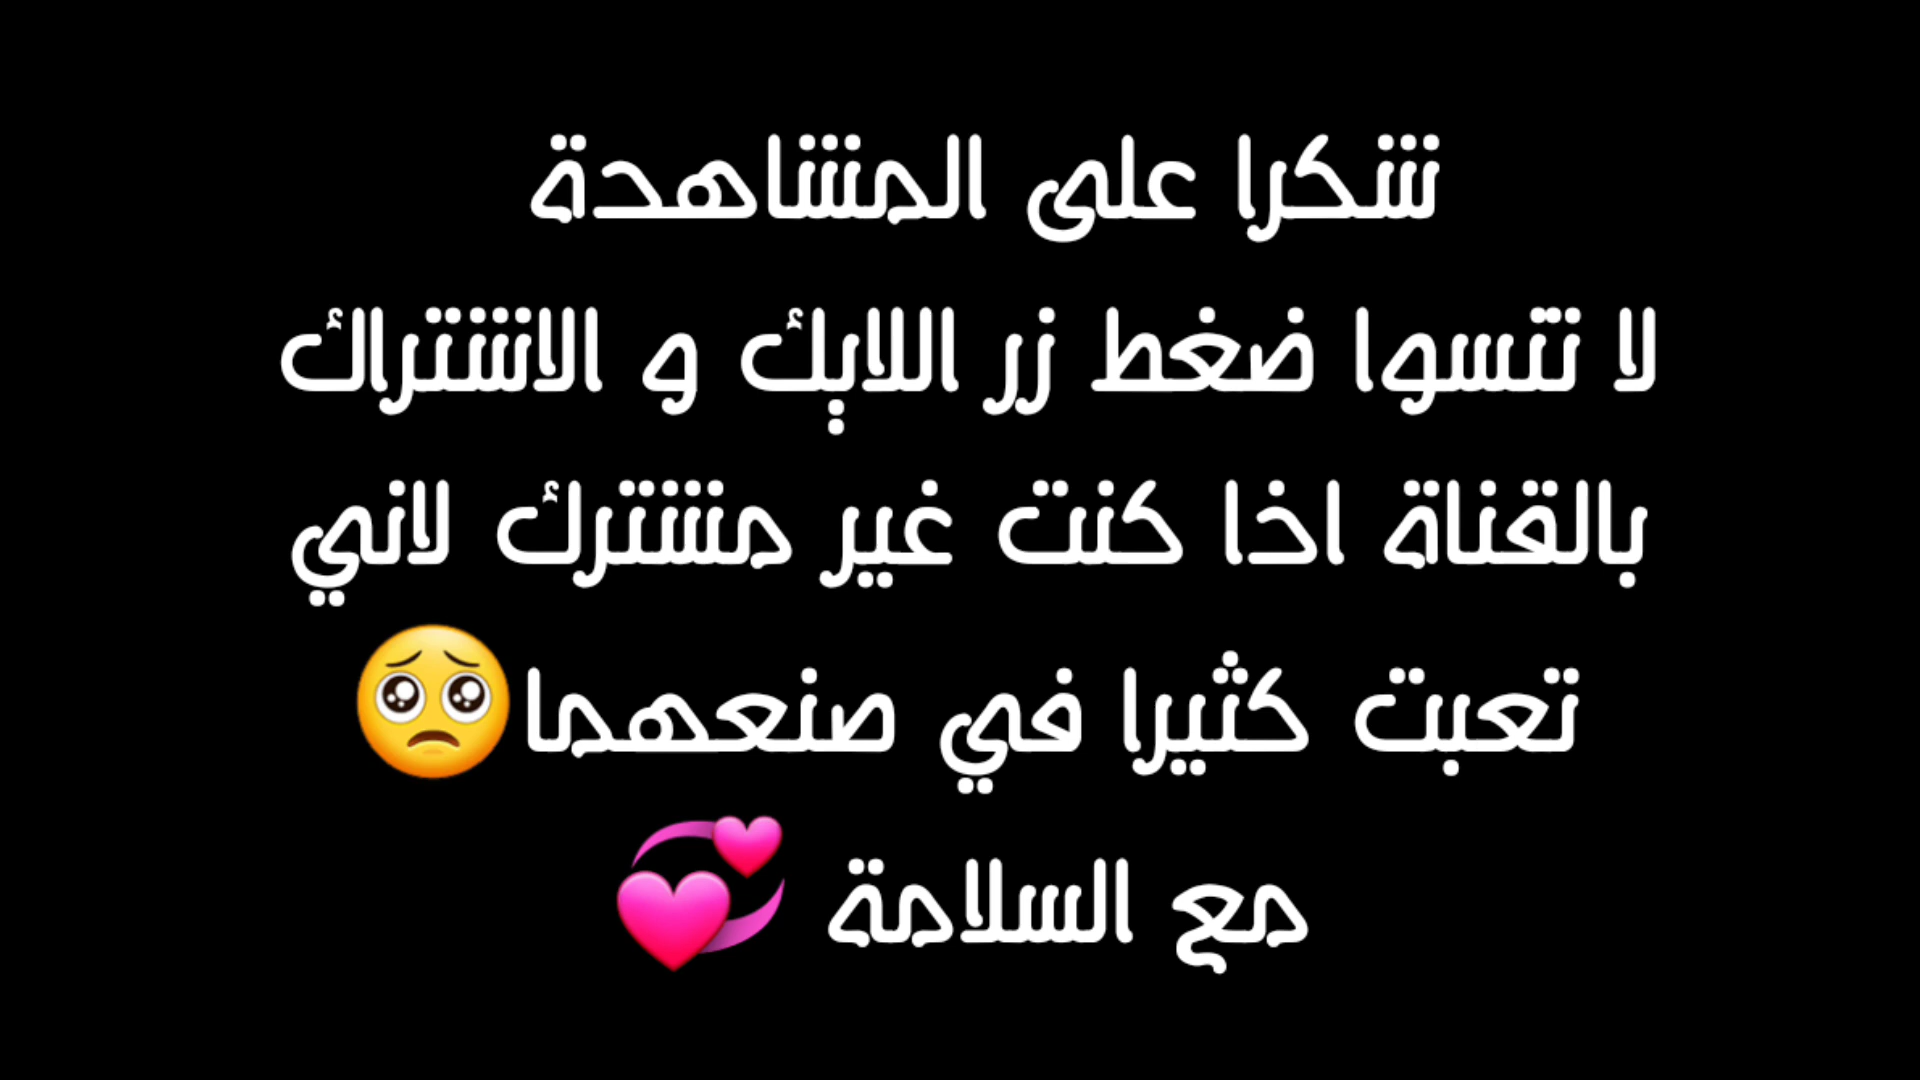 شكرا على المشاهدة
لا تنسوا ضغط زر اللايك و الاشتراك
بالقناة اذا كنت غير مشترك لاني
تعبت كثيرا في صنعهما🥺
مع السلامة 💞